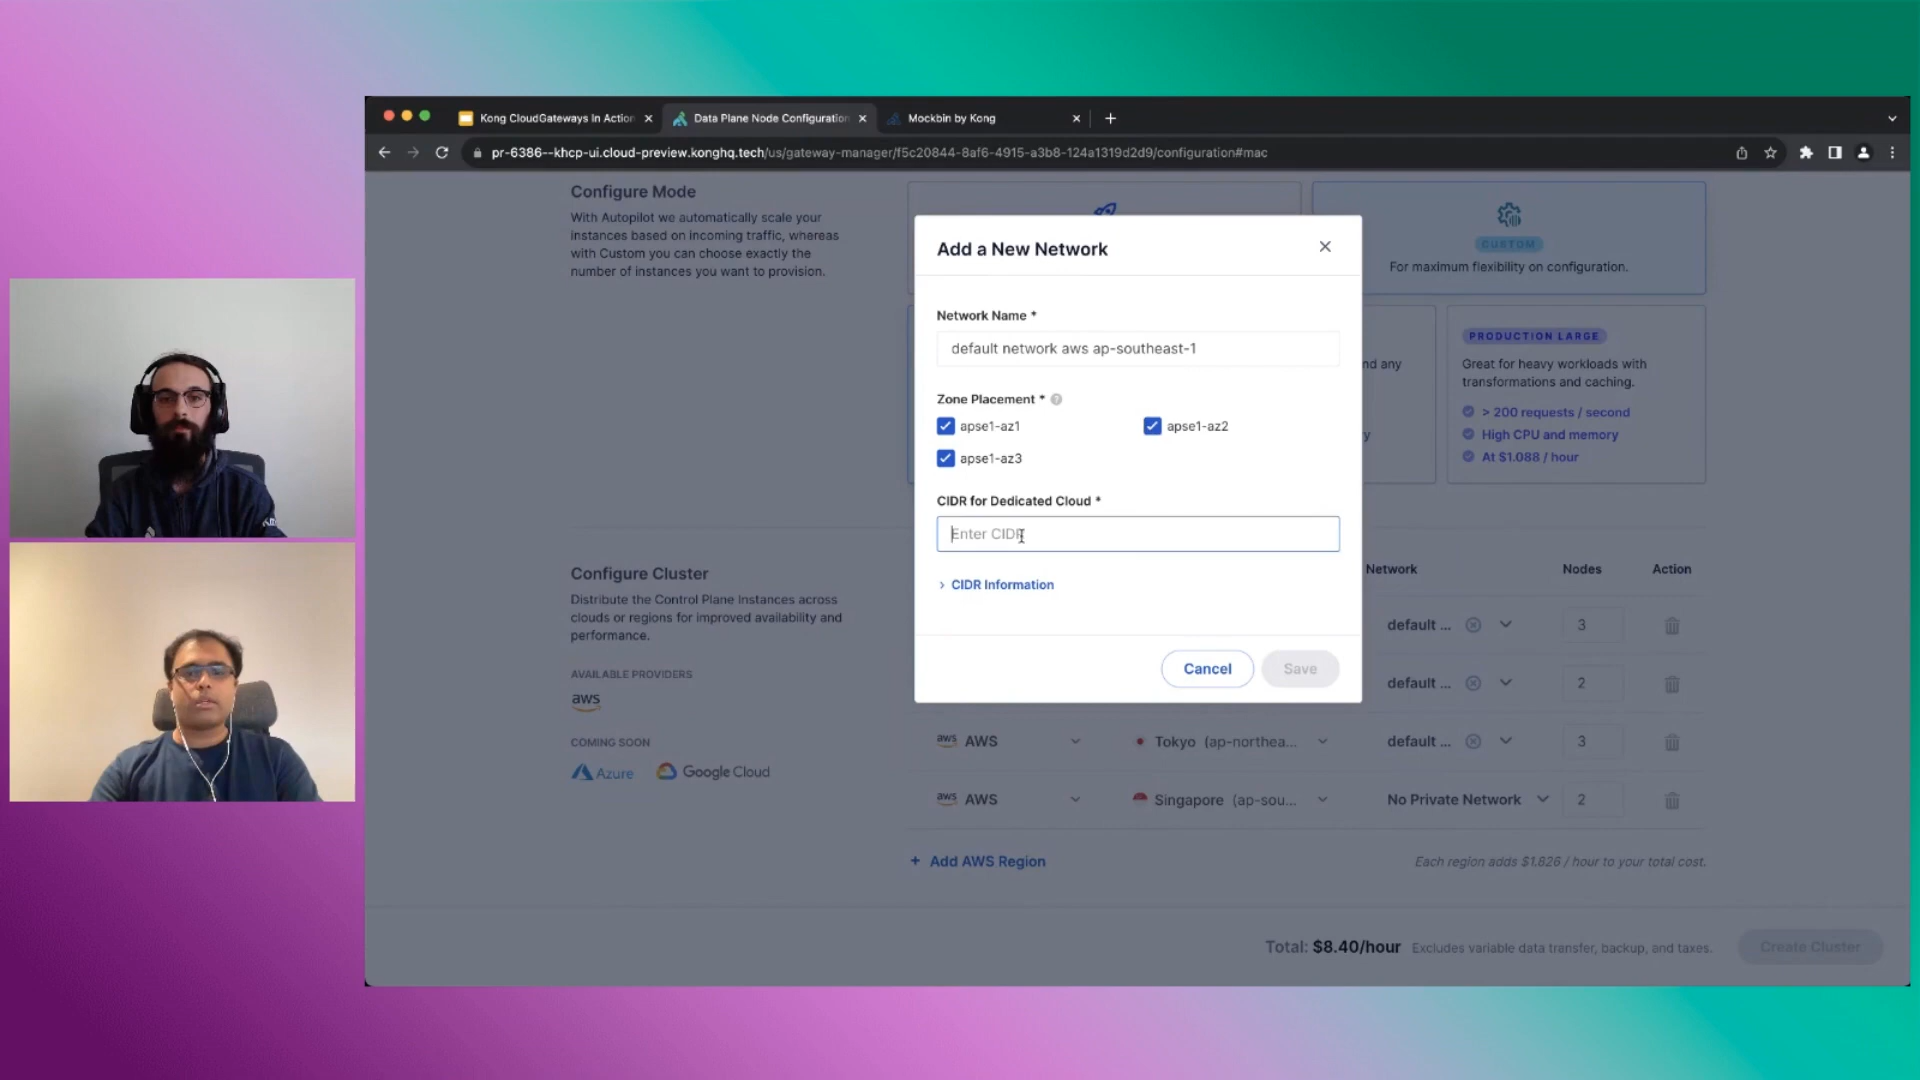 Kong CloudGateways In Action
Data Plane Node Configuration
Mockbin by Kong
pr-6386--khcp-ui.cloud-preview.konghq.tech/us/gateway-manager/f5c20844-8af6-4915-a3b8-124a1319d2d9/configuration#mac
Configure Mode
With Autopilot we automatically scale your
instances based on incoming traffic, whereas
with Custom you can choose exactly the
number of instances you want to provision.
CUSTOM
For maximum flexibility on configuration.
nd any
y
PRODUCTION LARGE
Great for heavy workloads with
transformations and caching.
> 200 requests / second
High CPU and memory
At $1.088 / hour
Add a New Network
Network Name *
default network aws ap-southeast-1
Zone Placement *
apse1-az1
apse1-az2
apse1-az3
CIDR for Dedicated Cloud *
Enter CIDR
CIDR Information
Cancel
Save
Configure Cluster
Distribute the Control Plane Instances across
clouds or regions for improved availability and
performance.
AVAILABLE PROVIDERS
aws
COMING SOON
Azure
Google Cloud
Network
Nodes
Action
default ...
3
default ...
2
aws AWS
Tokyo (ap-northea...
default ...
3
aws AWS
Singapore (ap-sou...
No Private Network
2
+ Add AWS Region
Each region adds $1.826 / hour to your total cost.
Total: $8.40/hour Excludes variable data transfer, backup, and taxes.
Create Cluster